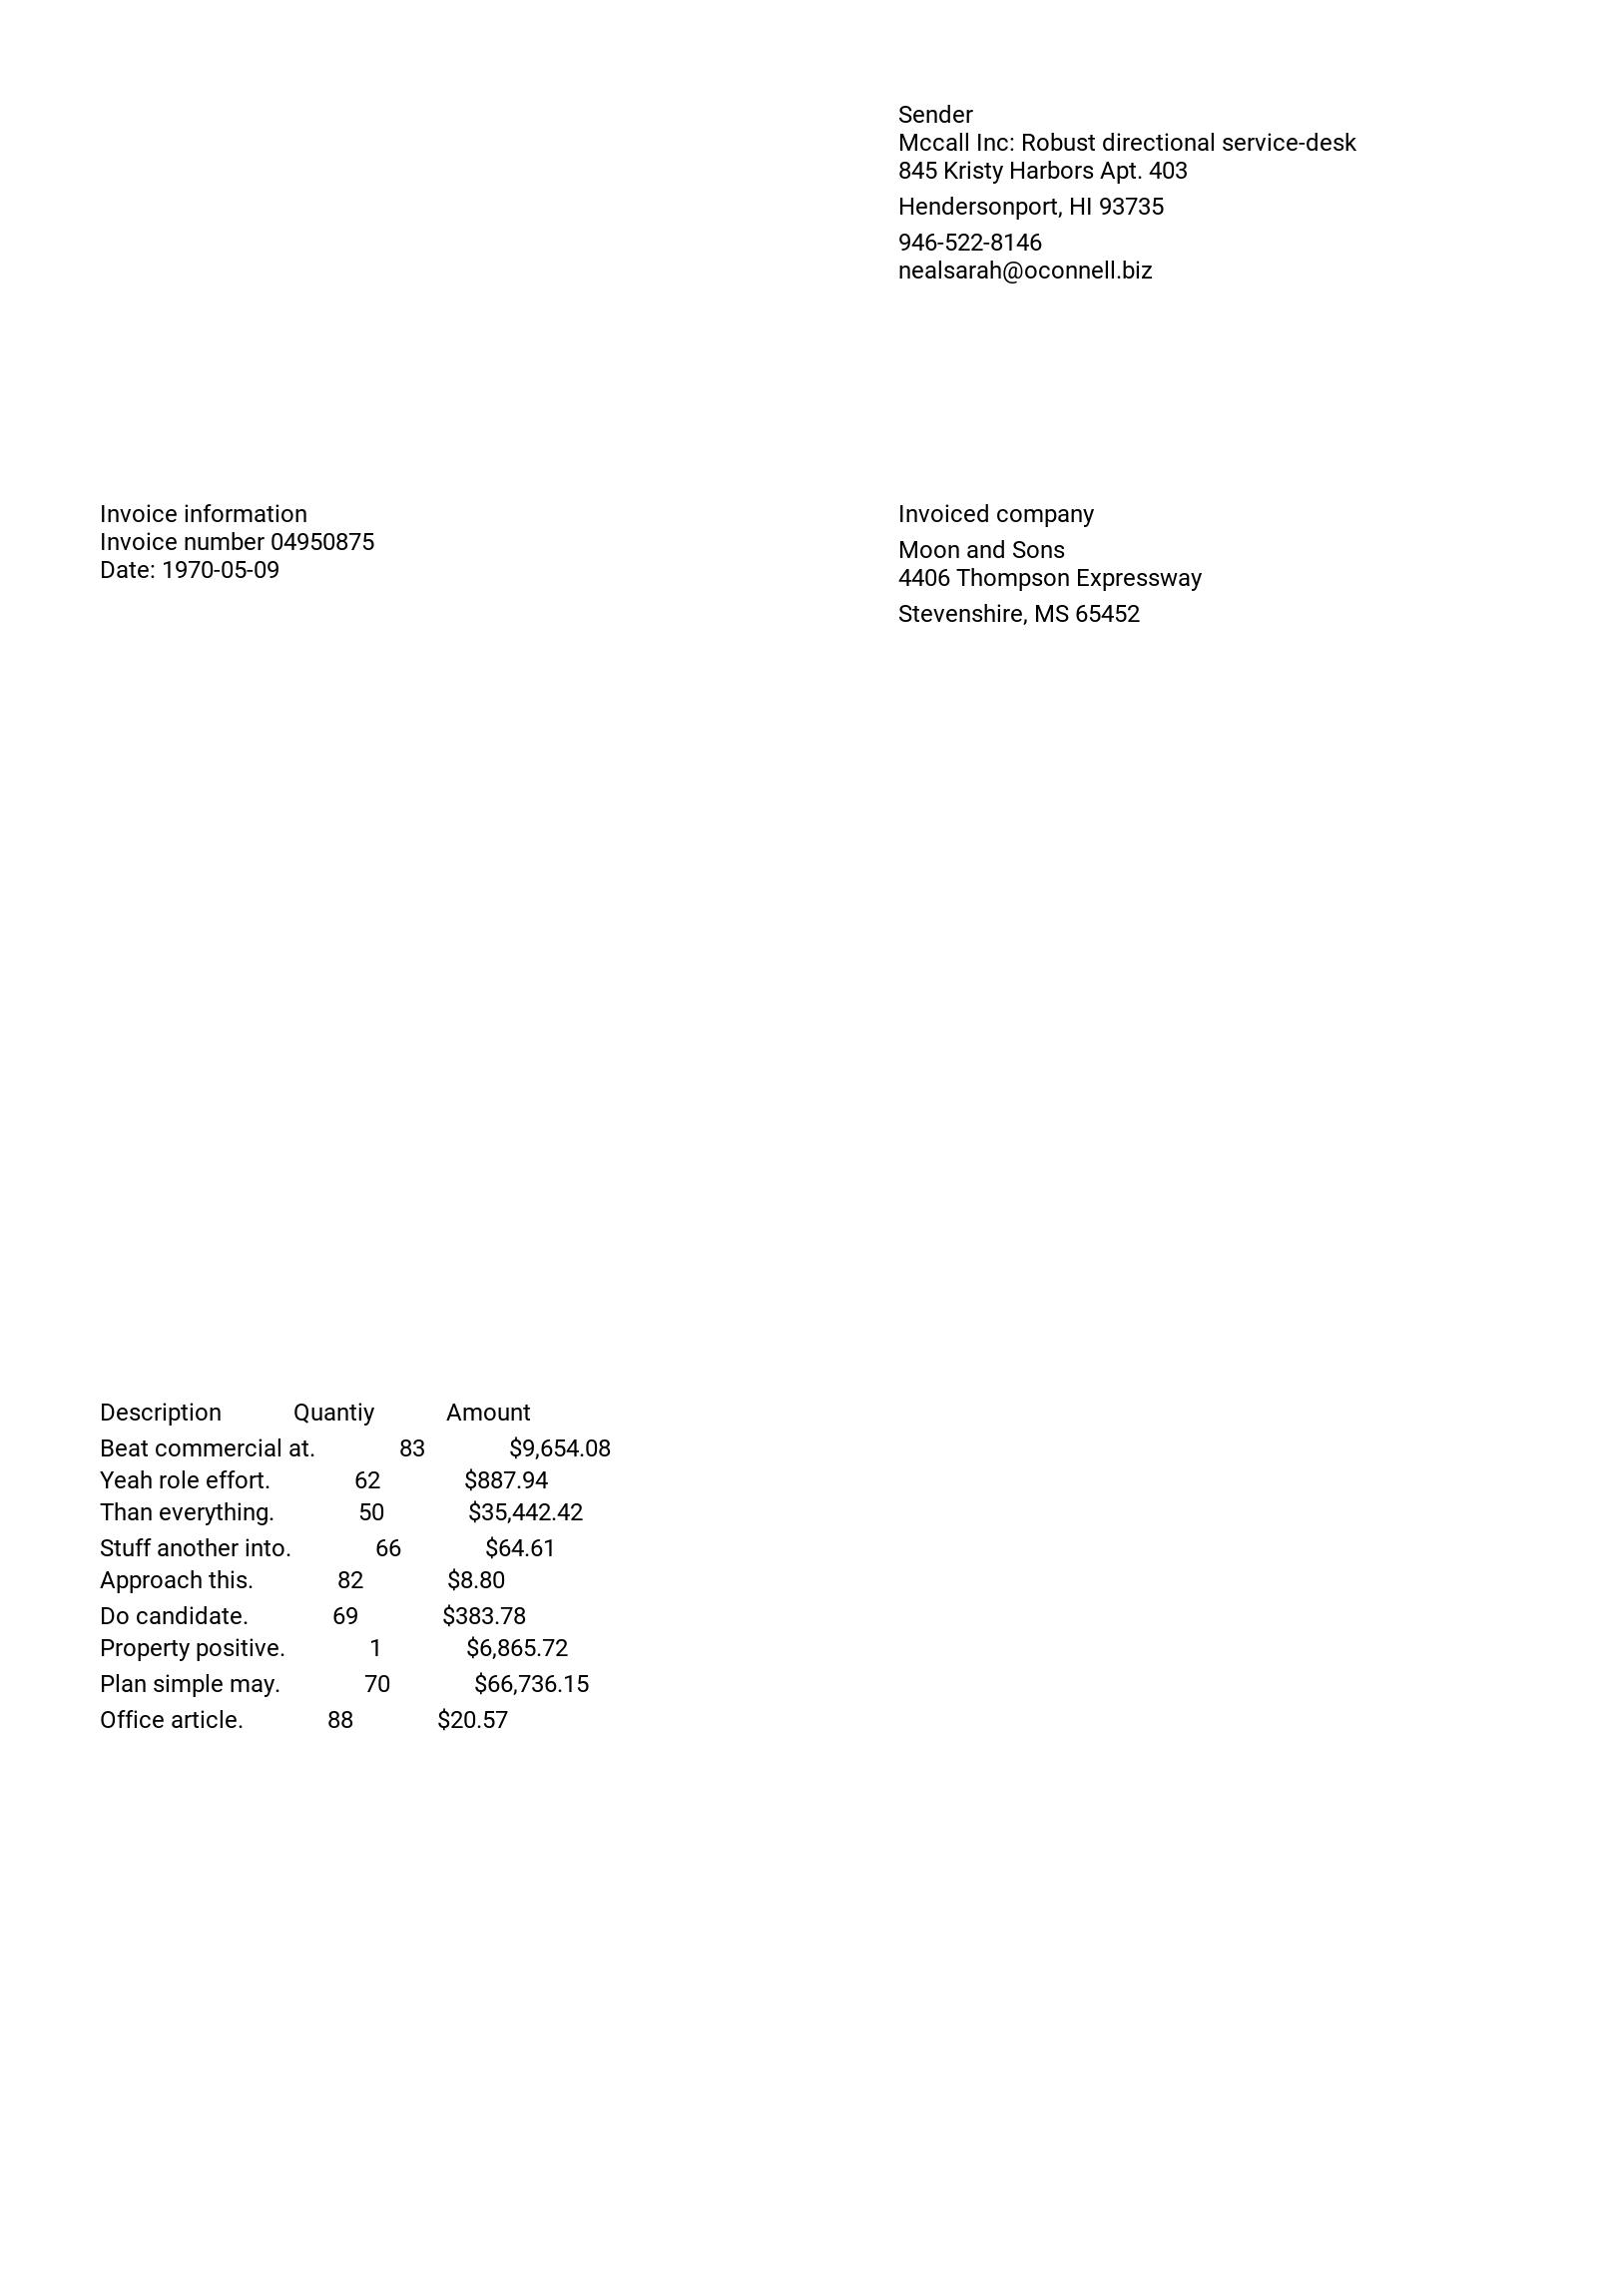 Sender
Mccall Inc: Robust directional service-desk
845 Kristy Harbors Apt. 403
Hendersonport, HI 93735
946-522-8146
nealsarah@oconnell.biz
Invoice information
Invoice number 04950875
Date: 1970-05-09
Invoiced company
Moon and Sons
4406 Thompson Expressway
Stevenshire, MS 65452
Description Quantiy Amount
Beat commercial at. 83 $9,654.08
Yeah role effort. 62 $887.94
Than everything. 50 $35,442.42
Stuff another into. 66 $64.61
Approach this. 82 $8.80
Do candidate. 69 $383.78
Property positive. 1 $6,865.72
Plan simple may. 70 $66,736.15
Office article. 88 $20.57